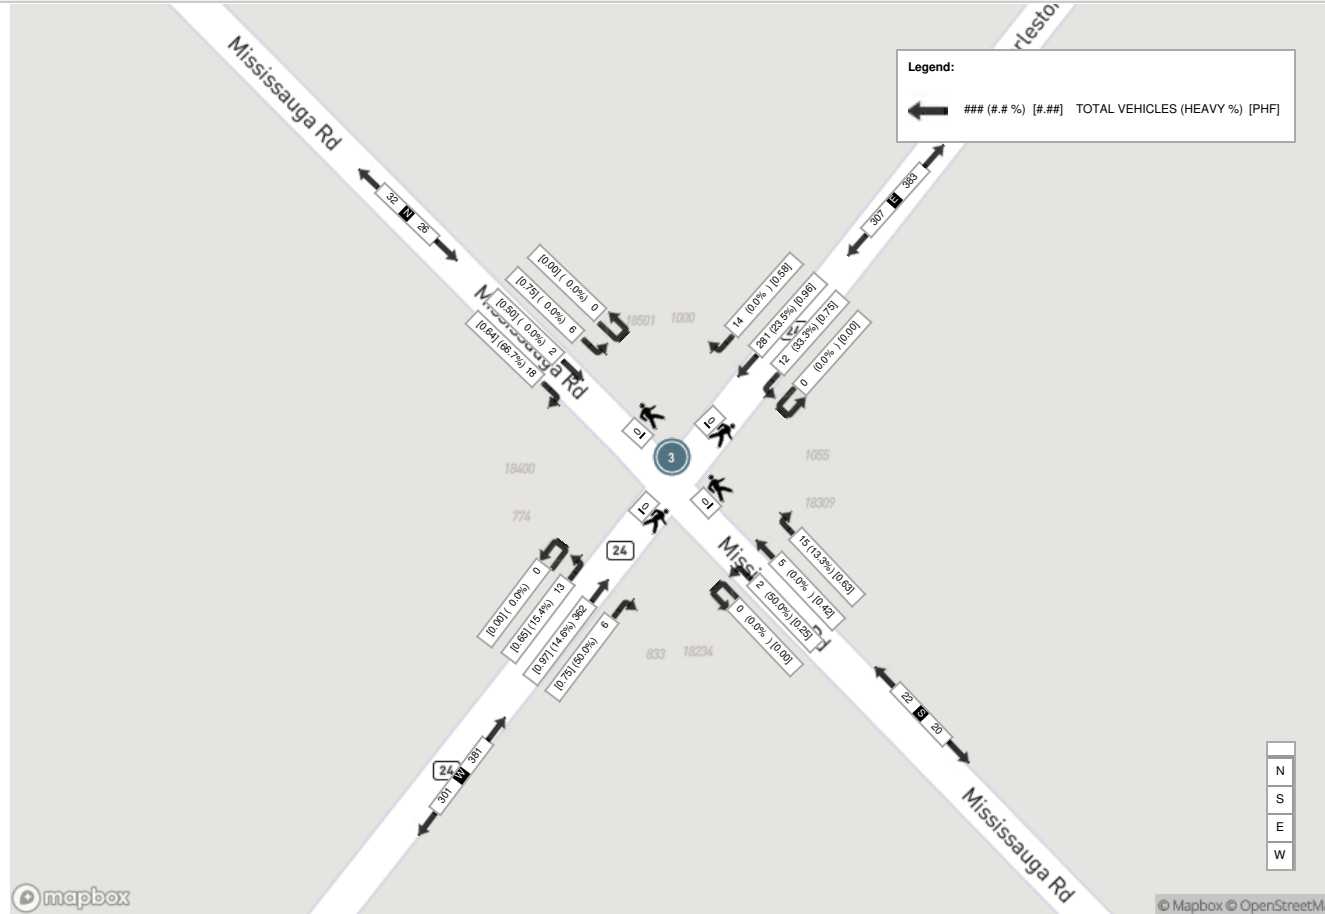 Mississauga Rd
rlesto
Legend:
### (#.# %) [#.##] TOTAL VEHICLES (HEAVY %) [PHF]
32 N 26
307 E 383
[0.00] ( 0.0%) 0
[0.75] ( 0.0%) 6
[0.50] ( 0.0%) 2
[0.64] (66.7%) 18
14 (0.0% ) [0.58]
281 (23.5%) [0.96]
12 (33.3%) [0.75]
0 (0.0% ) [0.00]
18501
1000
24
Mississauga Rd
0
0
3
18400
1055
774
18309
0
0
24
[0.00] ( 0.0%) 0
[0.65] (15.4%) 13
[0.97] (14.6%) 362
[0.75] (50.0%) 6
15 (13.3%) [0.63]
5 (0.0% ) [0.42]
2 (50.0%) [0.25]
0 (0.0% ) [0.00]
Missi
d
833
18234
22 S 20
24
301 W 381
Mississauga Rd
N
S
E
W
mapbox
© Mapbox © OpenStreetM